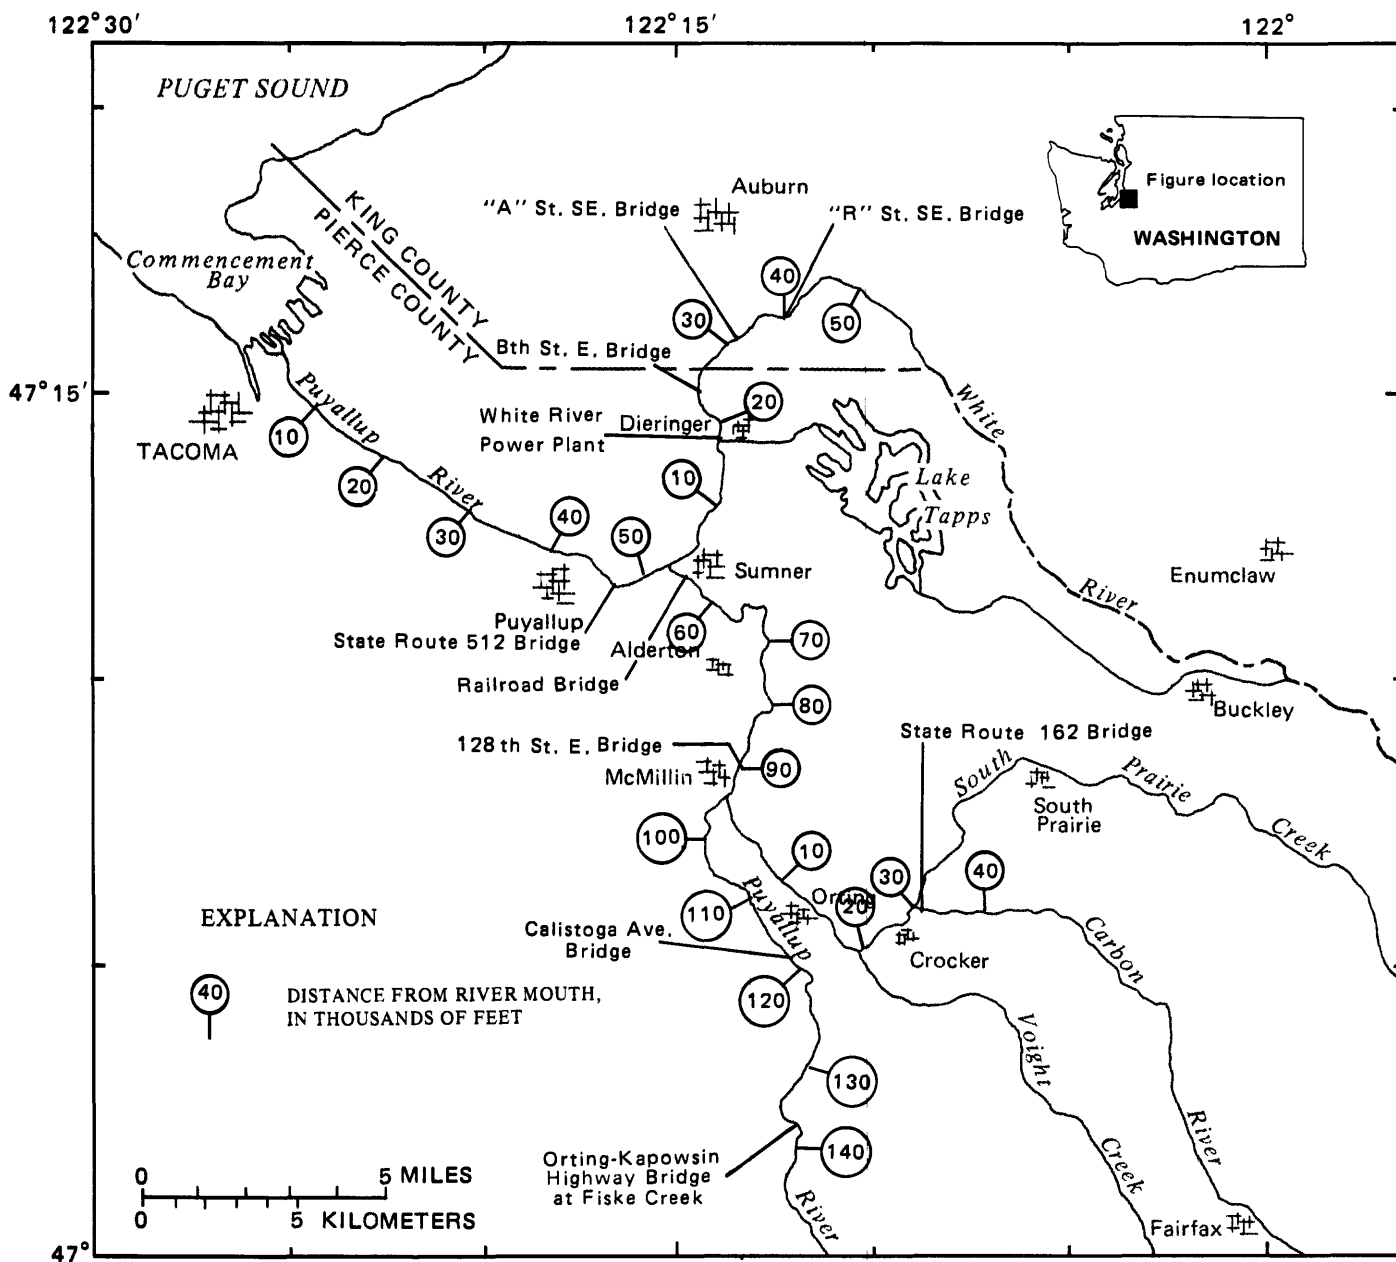 122°30'
122°15'
122°
PUGET SOUND
Auburn
Figure location
WASHINGTON
"A" St. SE. Bridge
"R" St. SE. Bridge
KING COUNTY
PIERCE COUNTY
Commencement
Bay
40
30
50
8th St. E. Bridge
47°15'
White
Puyallup
20
White River
Power Plant
Dieringer
10
TACOMA
20
River
10
Lake
Tapps
30
40
50
Sumner
Enumclaw
River
Puyallup
State Route 512 Bridge
60
Alderton
70
Railroad Bridge
80
Buckley
128th St. E. Bridge
State Route 162 Bridge
McMillin
90
South
Prairie
South
Prairie
Creek
100
10
30
40
EXPLANATION
110
Puyallup
Orting
20
Calistoga Ave.
Bridge
Crocker
Carbon
40
DISTANCE FROM RIVER MOUTH,
IN THOUSANDS OF FEET
120
Voight
130
Orting-Kapowsin
Highway Bridge
at Fiske Creek
140
River
Creek
River
Fairfax
0
5 MILES
0
5
KILOMETERS
47°